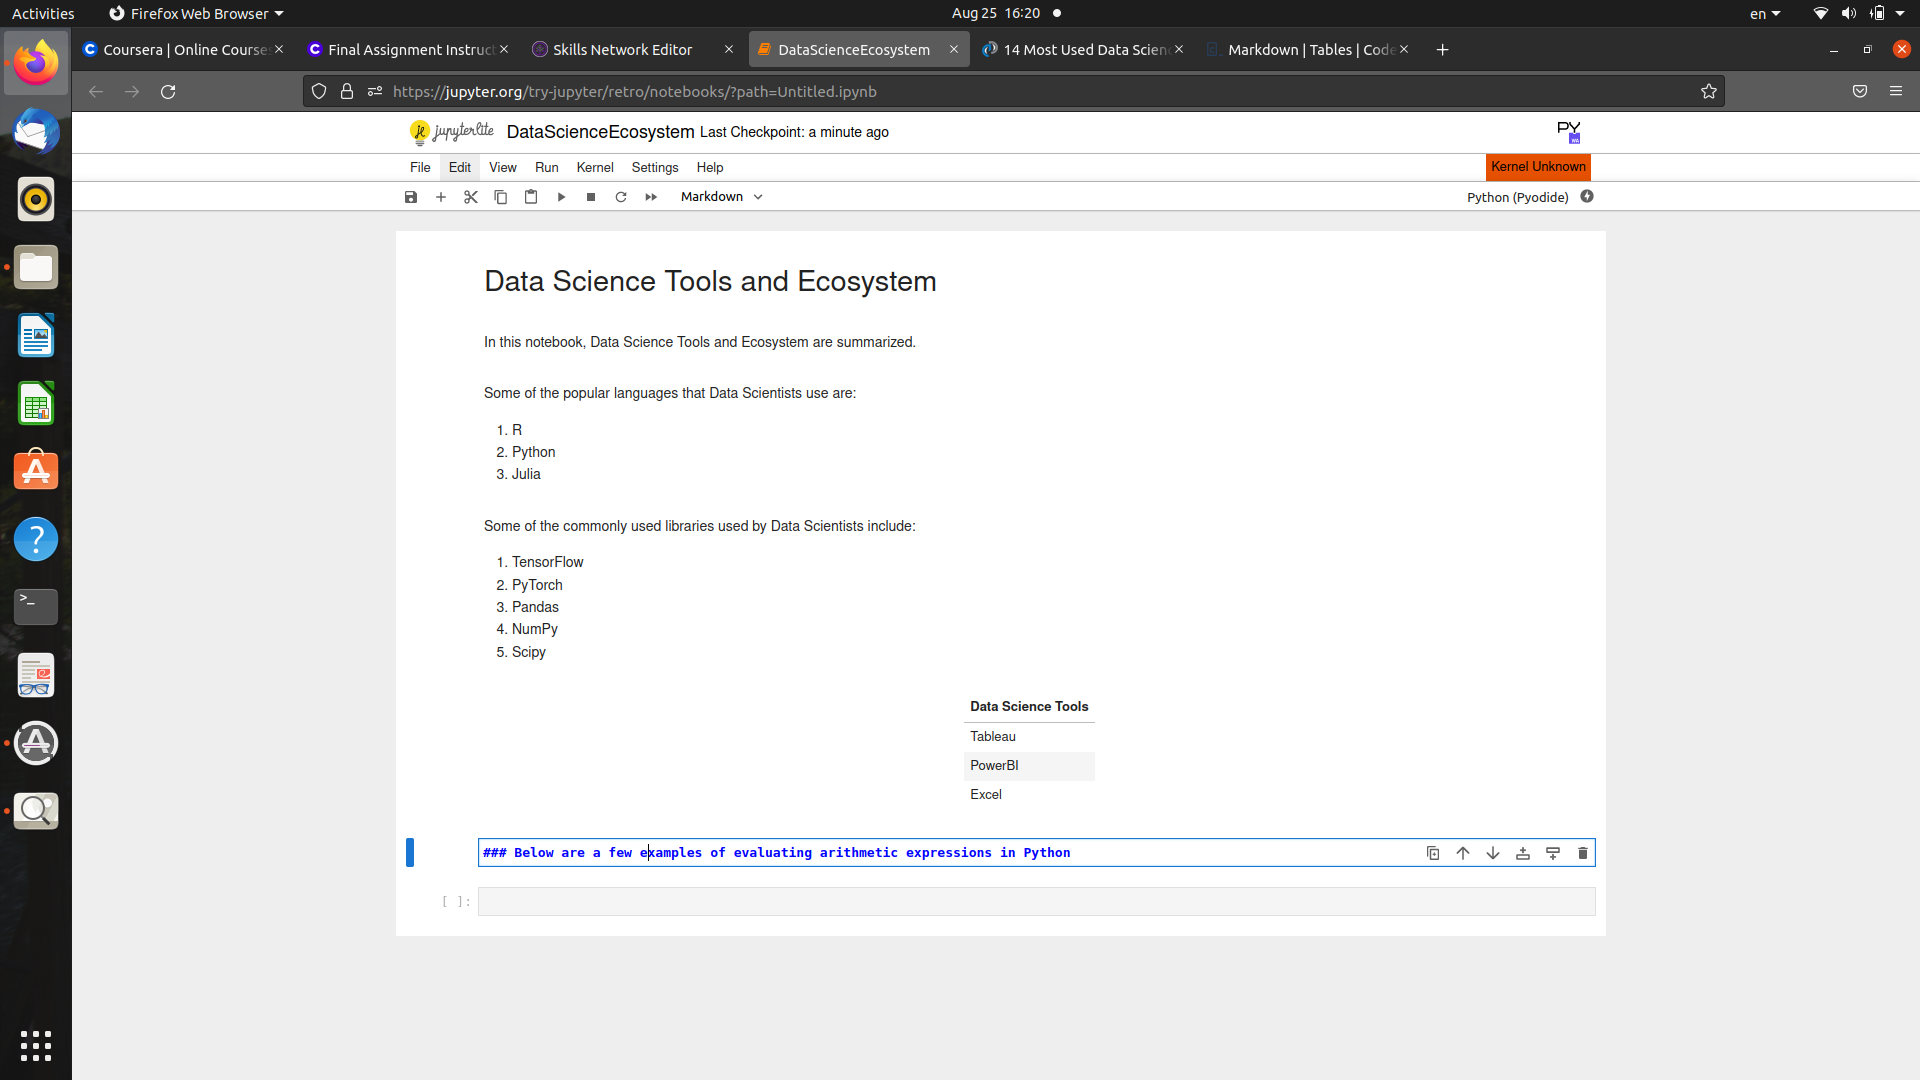 Activities
Firefox Web Browser
Aug 25 16:20
en
Coursera | Online Course
Final Assignment Instruct
Skills Network Editor
DataScienceEcosystem
14 Most Used Data Scien
Markdown | Tables | Code
https://jupyter.org/try-jupyter/retro/notebooks/?path=Untitled.ipynb
jupyterlite
DataScienceEcosystem Last Checkpoint: a minute ago
PY
File Edit View Run Kernel Settings Help
Kernel Unknown
Markdown
Python (Pyodide)
Data Science Tools and Ecosystem
In this notebook, Data Science Tools and Ecosystem are summarized.
Some of the popular languages that Data Scientists use are:
1. R
2. Python
3. Julia
Some of the commonly used libraries used by Data Scientists include:
1. TensorFlow
2. PyTorch
3. Pandas
4. NumPy
5. Scipy
Data Science Tools
Tableau
PowerBI
Excel
### Below are a few examples of evaluating arithmetic expressions in Python
[ ]: